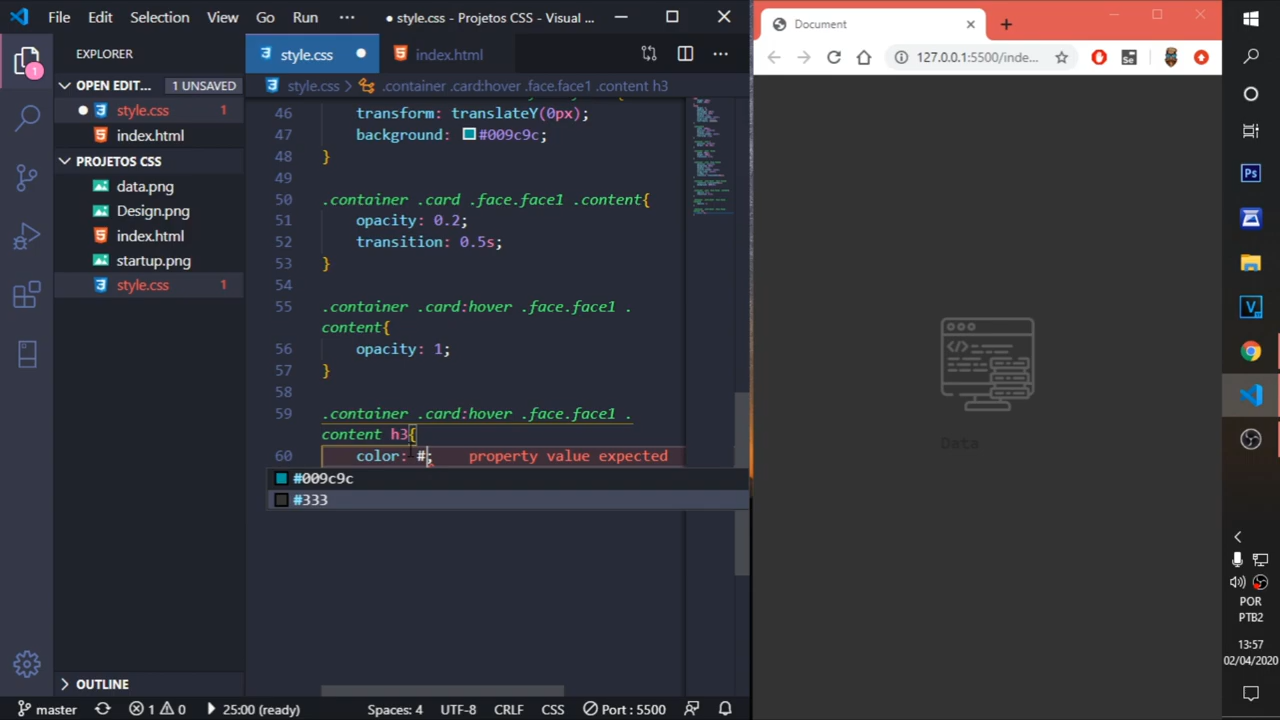 File Edit Selection View Go Run ··· ● style.css - Projetos CSS - Visual ...
EXPLORER
OPEN EDIT... 1 UNSAVED
● style.css 1
index.html
PROJETOS CSS
data.png
Design.png
index.html
startup.png
style.css 1
OUTLINE
1
style.css ● index.html ···
style.css > .container .card:hover .face.face1 .content h3
46 transform: translateY(0px);
47 background: #009c9c;
48 }
49
50 .container .card .face.face1 .content{
51 opacity: 0.2;
52 transition: 0.5s;
53 }
54
55 .container .card:hover .face.face1 .
content{
56 opacity: 1;
57 }
58
59 .container .card:hover .face.face1 .
content h3{
60 color: #; property value expected
#009c9c
#333
master 1 0 25:00 (ready) Spaces: 4 UTF-8 CRLF CSS Port : 5500
Document
127.0.0.1:5500/inde...
Se
Data
Ps
V
POR
PTB2
13:57
02/04/2020